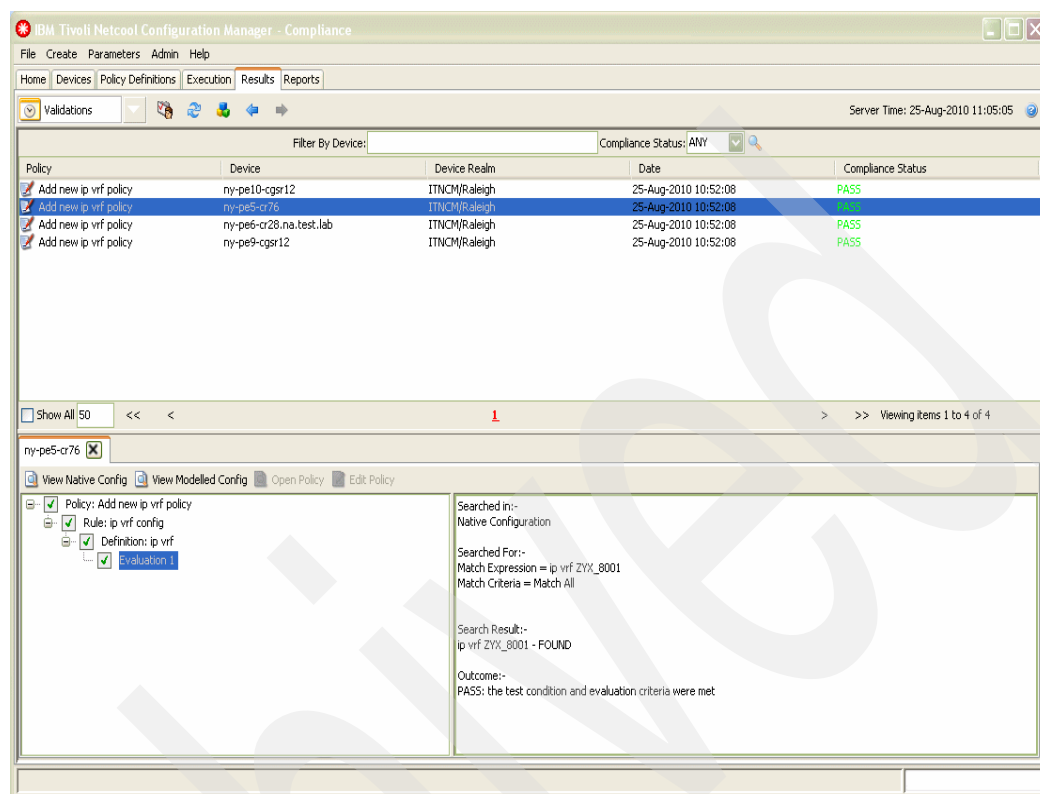 IBM Tivoli Netcool Configuration Manager - Compliance
File Create Parameters Admin Help
Home Devices Policy Definitions Execution Results Reports
Validations Server Time: 25-Aug-2010 11:05:05
Filter By Device: Compliance Status: ANY
Policy Device Device Realm Date Compliance Status
Add new ip vrf policy ny-pe10-cgsr12 ITNCM/Raleigh 25-Aug-2010 10:52:08 PASS
Add new ip vrf policy ny-pe5-cr76 ITNCM/Raleigh 25-Aug-2010 10:52:08 PASS
Add new ip vrf policy ny-pe6-cr28.na.test.lab ITNCM/Raleigh 25-Aug-2010 10:52:08 PASS
Add new ip vrf policy ny-pe9-cgsr12 ITNCM/Raleigh 25-Aug-2010 10:52:08 PASS
Show All 50 << < 1 > >> Viewing items 1 to 4 of 4
ny-pe5-cr76
View Native Config View Modelled Config Open Policy Edit Policy
Policy: Add new ip vrf policy
Rule: ip vrf config
Definition: ip vrf
Evaluation 1
Searched in:-
Native Configuration
Searched For:-
Match Expression = ip vrf ZYX_8001
Match Criteria = Match All
Search Result:-
ip vrf ZYX_8001 - FOUND
Outcome:-
PASS: the test condition and evaluation criteria were met